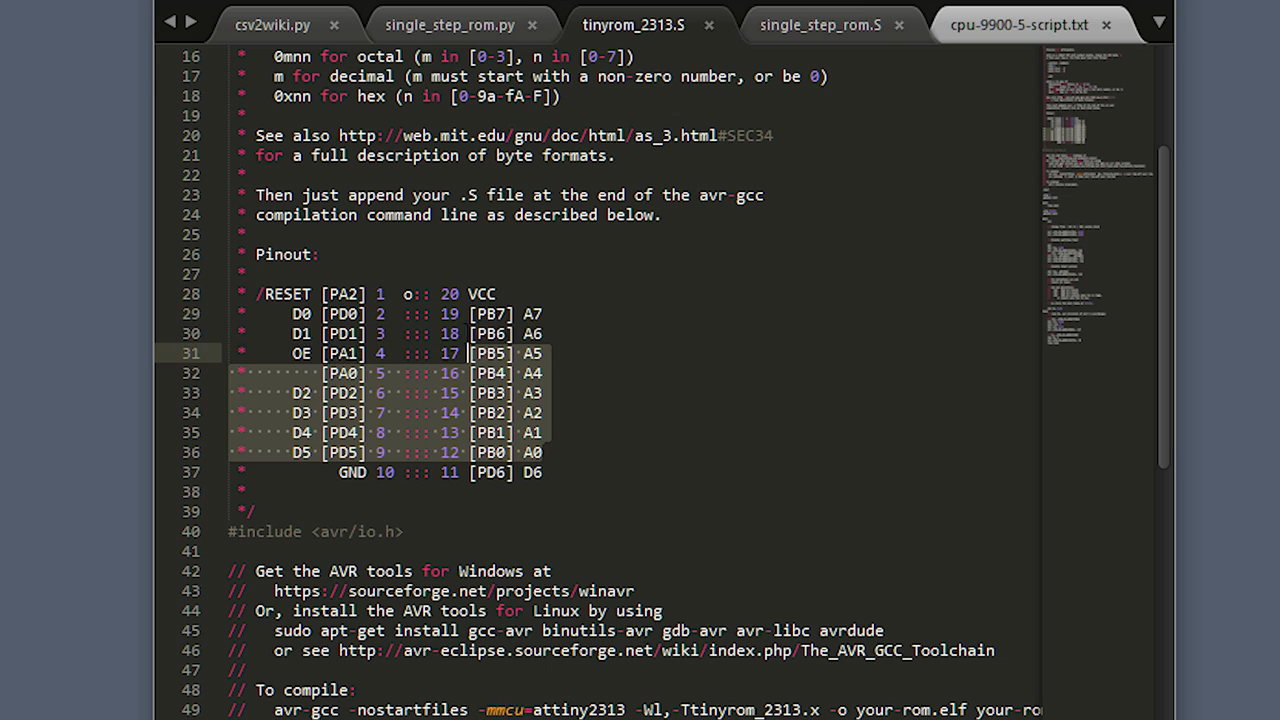 csv2wiki.py × single_step_rom.py × tinyrom_2313.S × single_step_rom.S × cpu-9900-5-script.txt ×
16 * 0mnn for octal (m in [0-3], n in [0-7])
17 * m for decimal (m must start with a non-zero number, or be 0)
18 * 0xnn for hex (n in [0-9a-fA-F])
19 *
20 * See also http://web.mit.edu/gnu/doc/html/as_3.html#SEC34
21 * for a full description of byte formats.
22 *
23 * Then just append your .S file at the end of the avr-gcc
24 * compilation command line as described below.
25 *
26 * Pinout:
27 *
28 * /RESET [PA2] 1 o:: 20 VCC
29 * D0 [PD0] 2 ::: 19 [PB7] A7
30 * D1 [PD1] 3 ::: 18 [PB6] A6
31 * OE [PA1] 4 ::: 17 [PB5] A5
32 * [PA0] 5 ::: 16 [PB4] A4
33 * D2 [PD2] 6 ::: 15 [PB3] A3
34 * D3 [PD3] 7 ::: 14 [PB2] A2
35 * D4 [PD4] 8 ::: 13 [PB1] A1
36 * D5 [PD5] 9 ::: 12 [PB0] A0
37 * GND 10 ::: 11 [PD6] D6
38 *
39 */
40 #include <avr/io.h>
41
42 // Get the AVR tools for Windows at
43 // https://sourceforge.net/projects/winavr
44 // Or, install the AVR tools for Linux by using
45 // sudo apt-get install gcc-avr binutils-avr gdb-avr avr-libc avrdude
46 // or see http://avr-eclipse.sourceforge.net/wiki/index.php/The_AVR_GCC_Toolchain
47 //
48 // To compile:
49 // avr-gcc -nostartfiles -mmcu=attiny2313 -Wl,-Ttinyrom_2313.x -o your-rom.elf your-ro